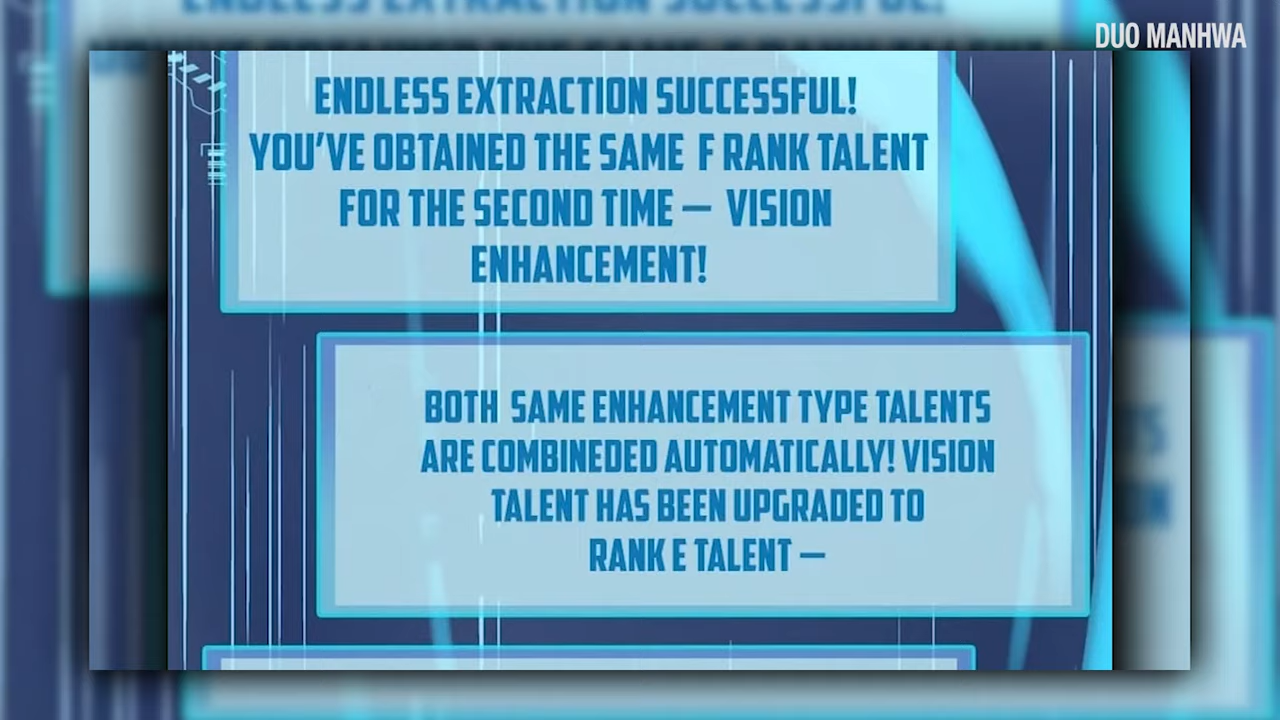 DUO MANHWA
ENDLESS EXTRACTION SUCCESSFUL!
YOU'VE OBTAINED THE SAME F RANK TALENT
FOR THE SECOND TIME — VISION
ENHANCEMENT!
BOTH SAME ENHANCEMENT TYPE TALENTS
ARE COMBINEDED AUTOMATICALLY! VISION
TALENT HAS BEEN UPGRADED TO
RANK E TALENT —